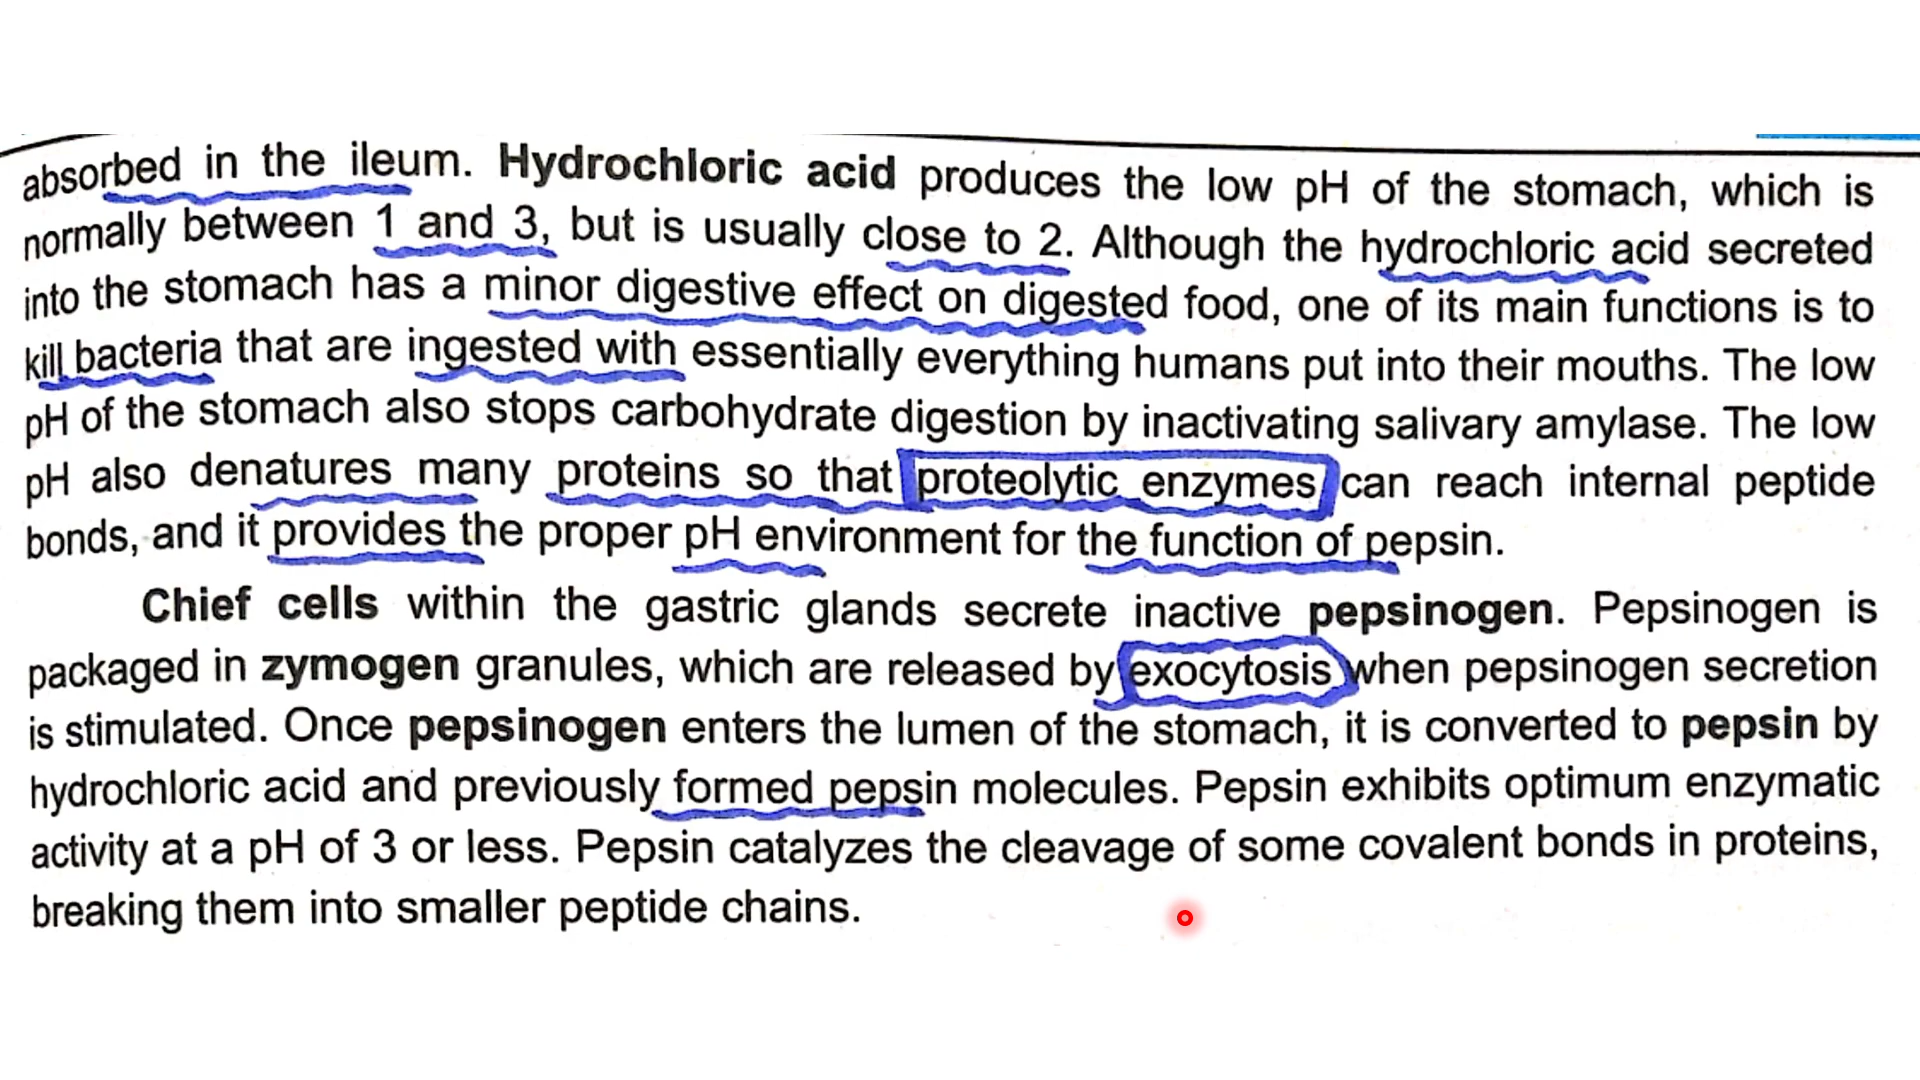 absorbed in the ileum. Hydrochloric acid produces the low pH of the stomach, which is
normally between 1 and 3, but is usually close to 2. Although the hydrochloric acid secreted
into the stomach has a minor digestive effect on digested food, one of its main functions is to
kill bacteria that are ingested with essentially everything humans put into their mouths. The low
pH of the stomach also stops carbohydrate digestion by inactivating salivary amylase. The low
pH also denatures many proteins so that proteolytic enzymes can reach internal peptide
bonds, and it provides the proper pH environment for the function of pepsin.
Chief cells within the gastric glands secrete inactive pepsinogen. Pepsinogen is
packaged in zymogen granules, which are released by exocytosis when pepsinogen secretion
is stimulated. Once pepsinogen enters the lumen of the stomach, it is converted to pepsin by
hydrochloric acid and previously formed pepsin molecules. Pepsin exhibits optimum enzymatic
activity at a pH of 3 or less. Pepsin catalyzes the cleavage of some covalent bonds in proteins,
breaking them into smaller peptide chains.